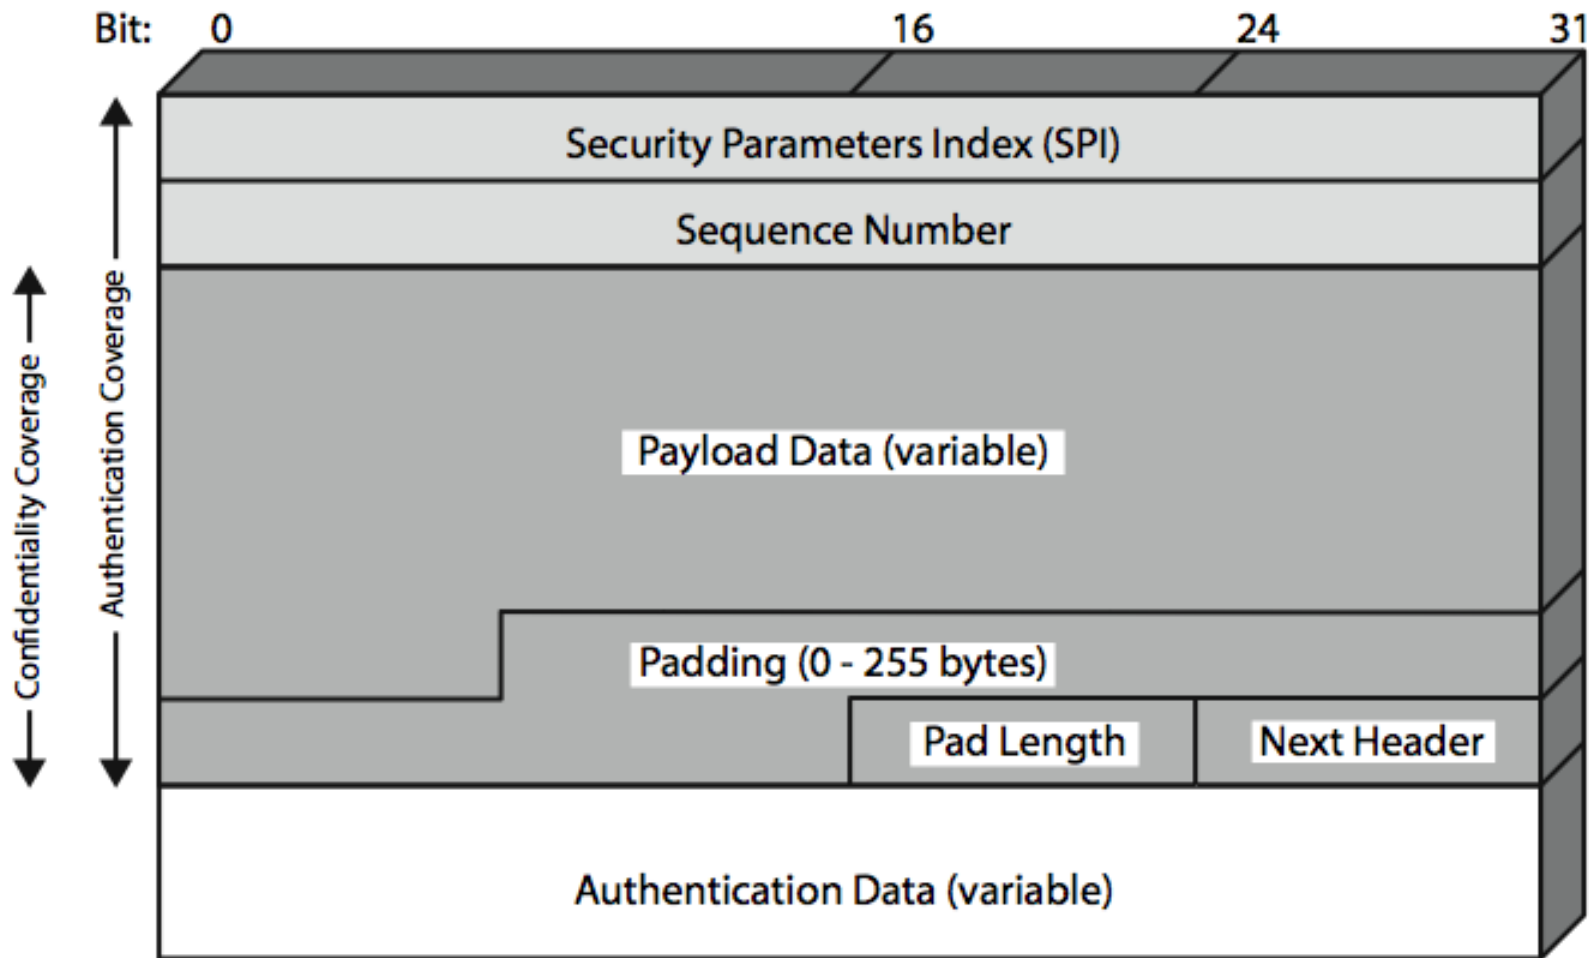 Bit: 0 16 24 31
Security Parameters Index (SPI)
Sequence Number
Confidentiality Coverage
Authentication Coverage
Payload Data (variable)
Padding (0 - 255 bytes)
Pad Length Next Header
Authentication Data (variable)